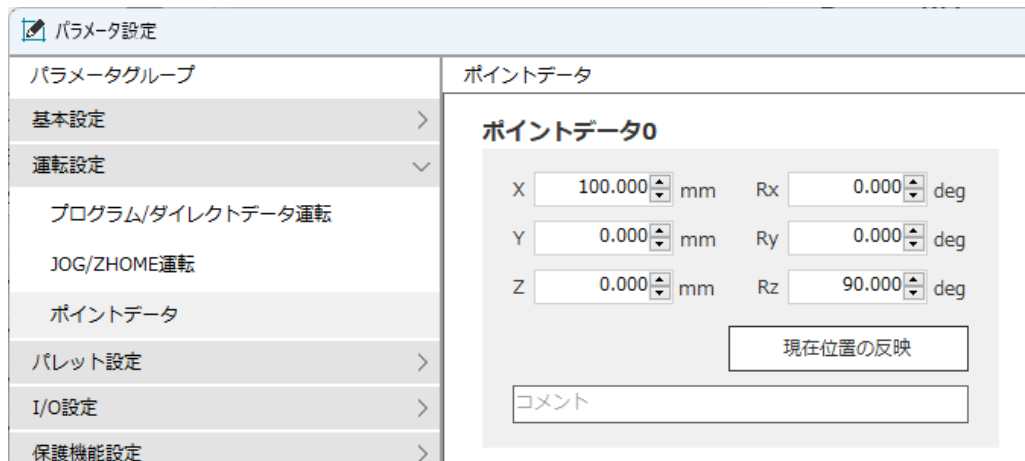 パラメータ設定
パラメータグループ
基本設定
運転設定
プログラム/ダイレクトデータ運転
JOG/ZHOME運転
ポイントデータ
パレット設定
I/O設定
保護機能設定
ポイントデータ
ポイントデータ0
X 100.000 mm Rx 0.000 deg
Y 0.000 mm Ry 0.000 deg
Z 0.000 mm Rz 90.000 deg
現在位置の反映
コメント